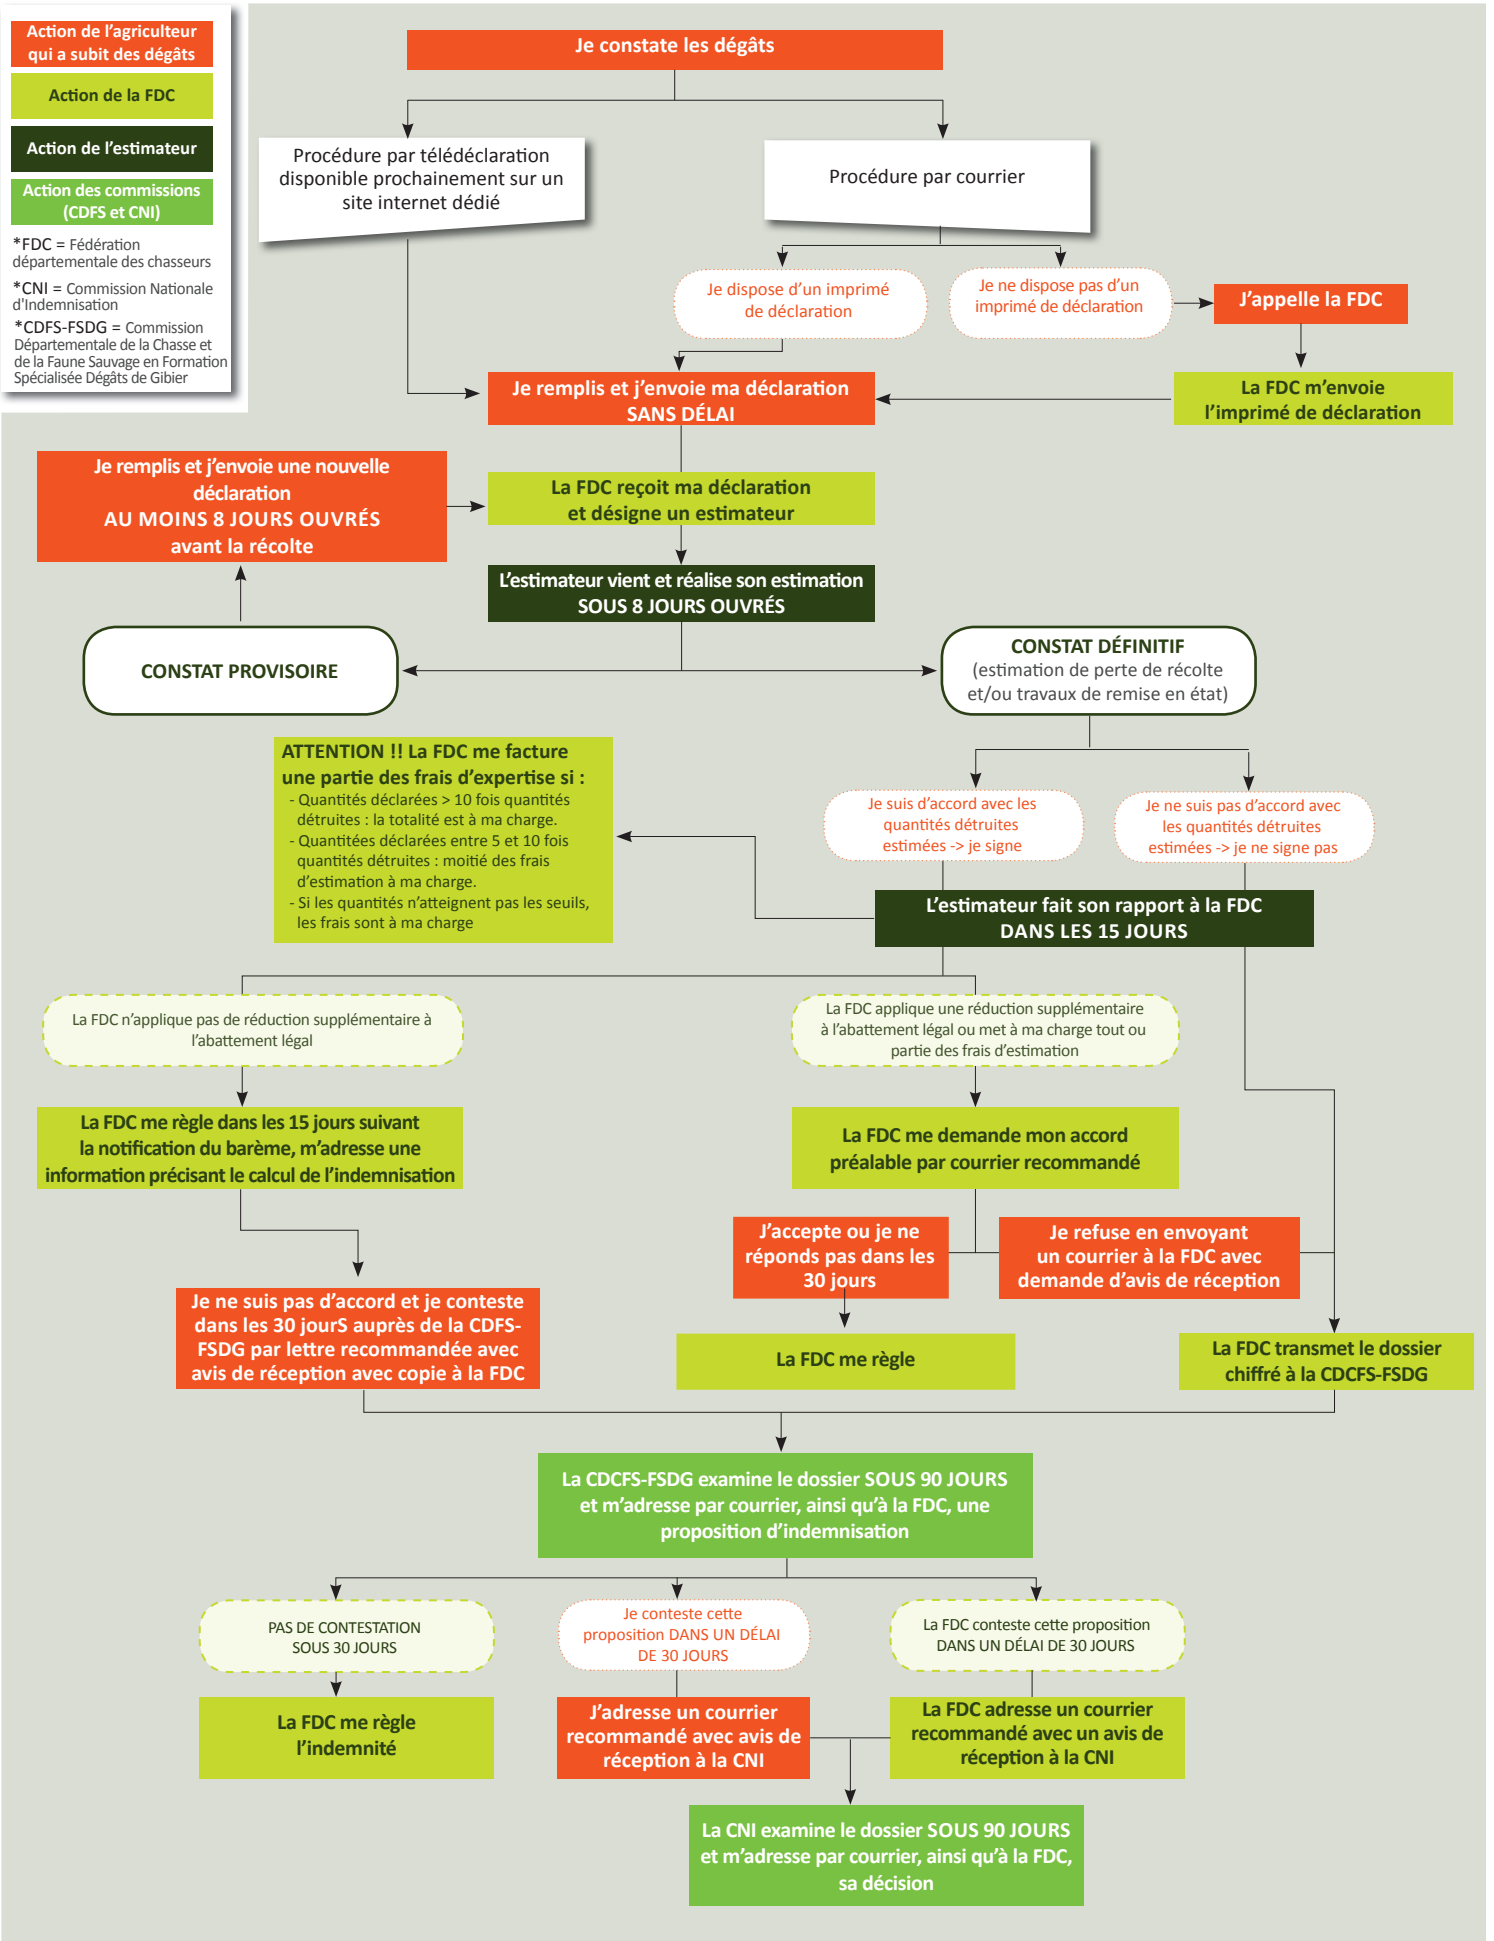 Action de l'agriculteur
qui a subit des dégâts
Action de la FDC
Action de l'estimateur
Action des commissions
(CDFS et CNI)
*FDC = Fédération
départementale des chasseurs
*CNI = Commission Nationale
d'Indemnisation
*CDFS-FSDG = Commission
Départementale de la Chasse et
de la Faune Sauvage en Formation
Spécialisée Dégâts de Gibier
Je constate les dégâts
Procédure par télédéclaration
disponible prochainement sur un
site internet dédié
Procédure par courrier
Je dispose d'un imprimé
de déclaration
Je ne dispose pas d'un
imprimé de déclaration
J'appelle la FDC
Je remplis et j'envoie ma déclaration
SANS DÉLAI
La FDC m'envoie
l'imprimé de déclaration
Je remplis et j'envoie une nouvelle
déclaration
AU MOINS 8 JOURS OUVRÉS
avant la récolte
La FDC reçoit ma déclaration
et désigne un estimateur
L'estimateur vient et réalise son estimation
SOUS 8 JOURS OUVRÉS
CONSTAT PROVISOIRE
CONSTAT DÉFINITIF
(estimation de perte de récolte
et/ou travaux de remise en état)
ATTENTION !! La FDC me facture
une partie des frais d'expertise si :
- Quantités déclarées > 10 fois quantités
détruites : la totalité est à ma charge.
- Quantitées déclarées entre 5 et 10 fois
quantités détruites : moitié des frais
d'estimation à ma charge.
- Si les quantités n'atteignent pas les seuils,
les frais sont à ma charge
Je suis d'accord avec les
quantités détruites
estimées -> je signe
Je ne suis pas d'accord avec
les quantités détruites
estimées -> je ne signe pas
L'estimateur fait son rapport à la FDC
DANS LES 15 JOURS
La FDC n'applique pas de réduction supplémentaire à
l'abattement légal
La FDC applique une réduction supplémentaire
à l'abattement légal ou met à ma charge tout ou
partie des frais d'estimation
La FDC me règle dans les 15 jours suivant
la notification du barème, m'adresse une
information précisant le calcul de l'indemnisation
La FDC me demande mon accord
préalable par courrier recommandé
J'accepte ou je ne
réponds pas dans les
30 jours
Je refuse en envoyant
un courrier à la FDC avec
demande d'avis de réception
Je ne suis pas d'accord et je conteste
dans les 30 jourS auprès de la CDFS-
FSDG par lettre recommandée avec
avis de réception avec copie à la FDC
La FDC me règle
La FDC transmet le dossier
chiffré à la CDCFS-FSDG
La CDCFS-FSDG examine le dossier SOUS 90 JOURS
et m'adresse par courrier, ainsi qu'à la FDC, une
proposition d'indemnisation
PAS DE CONTESTATION
SOUS 30 JOURS
Je conteste cette
proposition DANS UN DÉLAI
DE 30 JOURS
La FDC conteste cette proposition
DANS UN DÉLAI DE 30 JOURS
La FDC me règle
l'indemnité
J'adresse un courrier
recommandé avec avis de
réception à la CNI
La FDC adresse un courrier
recommandé avec un avis de
réception à la CNI
La CNI examine le dossier SOUS 90 JOURS
et m'adresse par courrier, ainsi qu'à la FDC,
sa décision